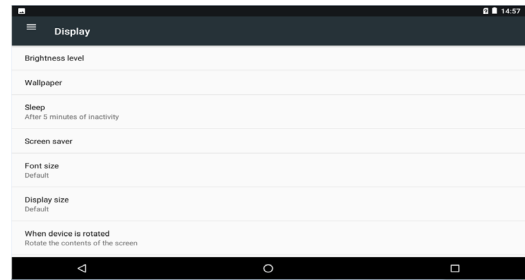 14:57
Display
Brightness level
Wallpaper
Sleep
After 5 minutes of inactivity
Screen saver
Font size
Default
Display size
Default
When device is rotated
Rotate the contents of the screen